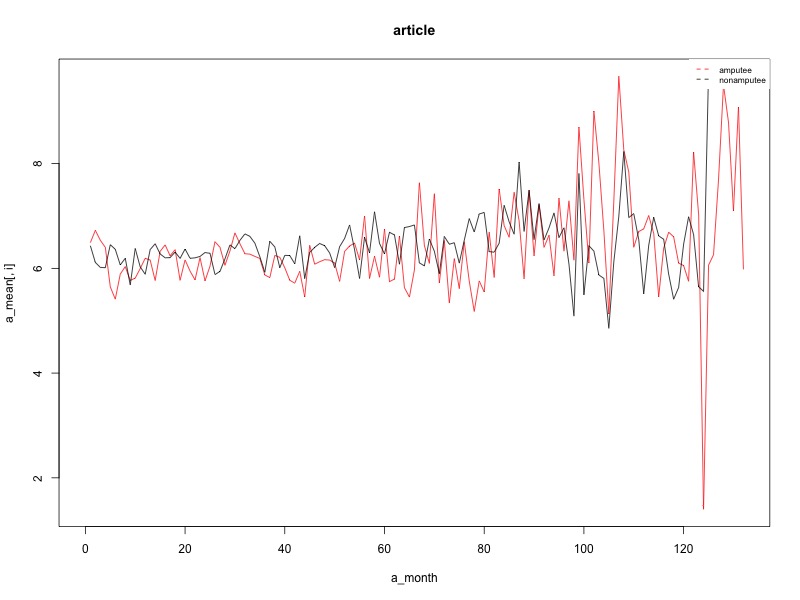 article
amputee
nonamputee
a_mean[, i]
8
6
4
2
0 20 40 60 80 100 120
a_month